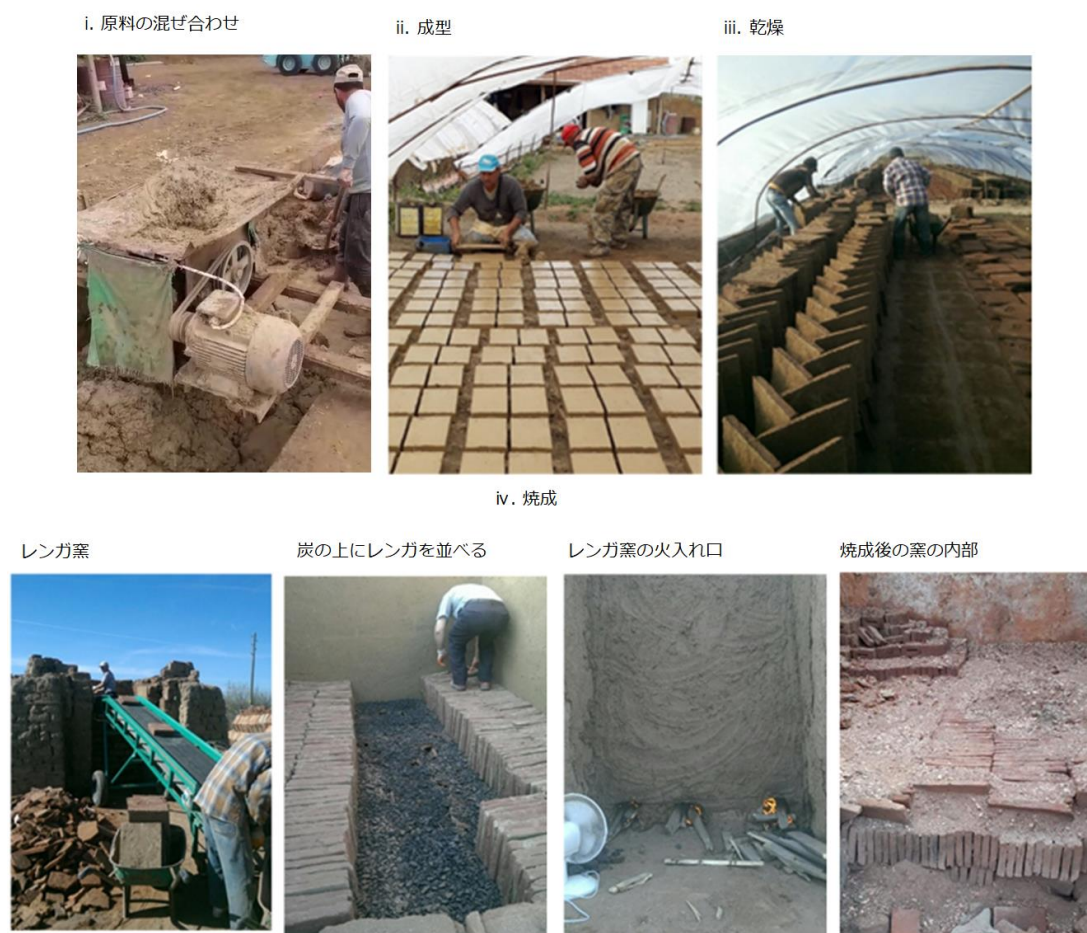 i. 原料の混ぜ合わせ
ii. 成型
iii. 乾燥
iv. 焼成
レンガ窯
炭の上にレンガを並べる
レンガ窯の火入れ口
焼成後の窯の内部